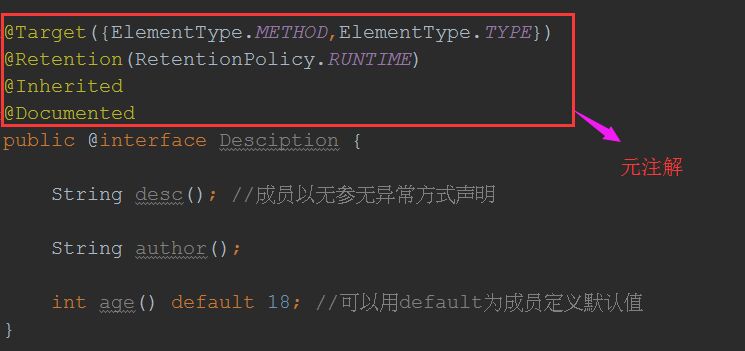 @Target({ElementType.METHOD,ElementType.TYPE})
@Retention(RetentionPolicy.RUNTIME)
@Inherited
@Documented
public @interface Desciption {
元注解
String desc(); //成员以无参无异常方式声明
String author();
int age() default 18; //可以用default为成员定义默认值
}